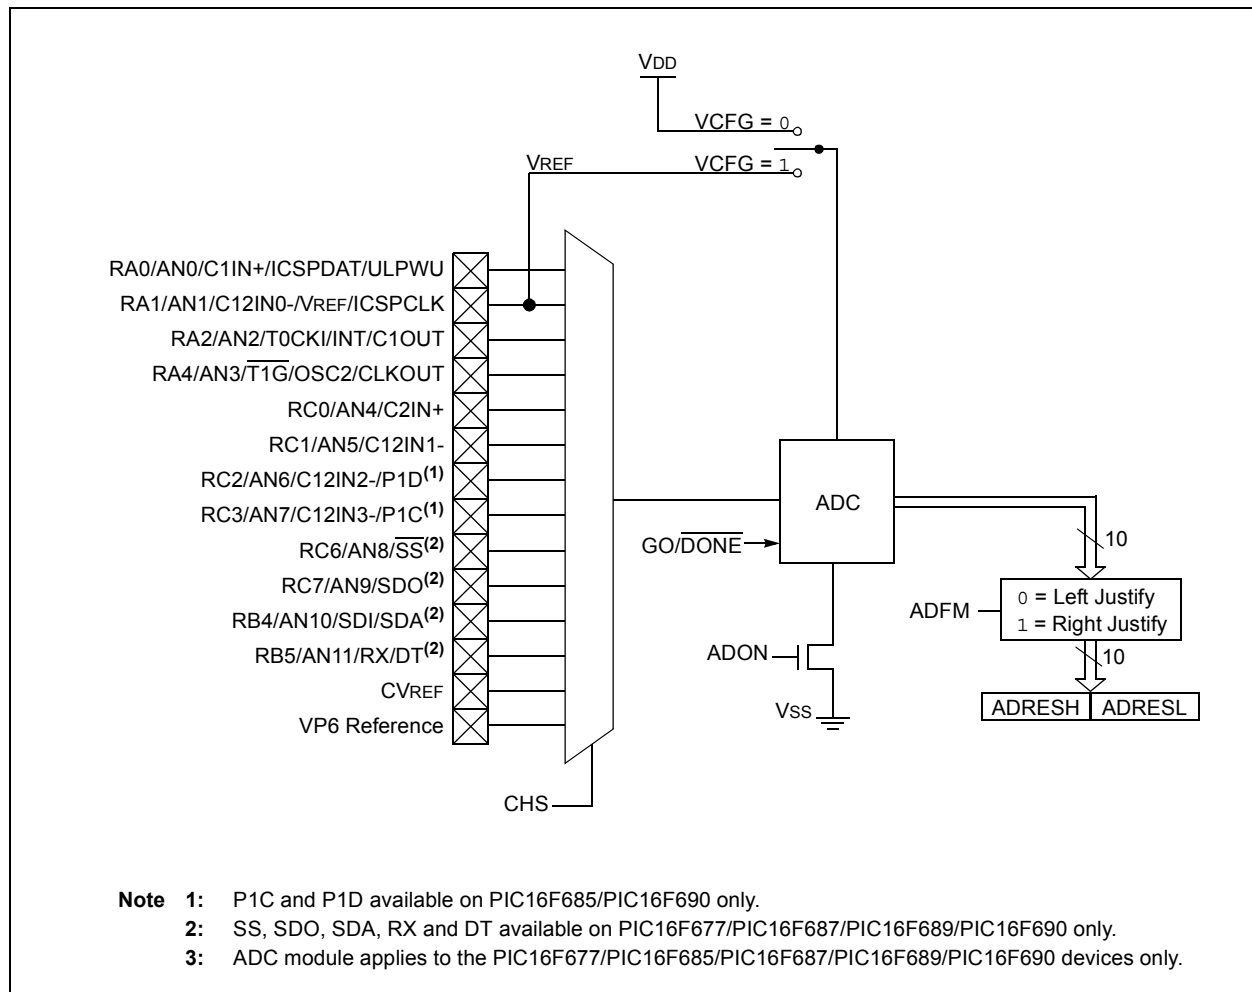 VDD
VCFG = 0
VREF
VCFG = 1
RA0/AN0/C1IN+/ICSPDAT/ULPWU
RA1/AN1/C12IN0-/VREF/ICSPCLK
RA2/AN2/T0CKI/INT/C1OUT
RA4/AN3/T1G/OSC2/CLKOUT
RC0/AN4/C2IN+
RC1/AN5/C12IN1-
RC2/AN6/C12IN2-/P1D(1)
RC3/AN7/C12IN3-/P1C(1)
RC6/AN8/SS(2)
RC7/AN9/SDO(2)
RB4/AN10/SDI/SDA(2)
RB5/AN11/RX/DT(2)
CVREF
VP6 Reference
CHS
ADC
GO/DONE
ADON
VSS
10
ADFM
0 = Left Justify
1 = Right Justify
10
ADRESH ADRESL
Note 1: P1C and P1D available on PIC16F685/PIC16F690 only.
2: SS, SDO, SDA, RX and DT available on PIC16F677/PIC16F687/PIC16F689/PIC16F690 only.
3: ADC module applies to the PIC16F677/PIC16F685/PIC16F687/PIC16F689/PIC16F690 devices only.